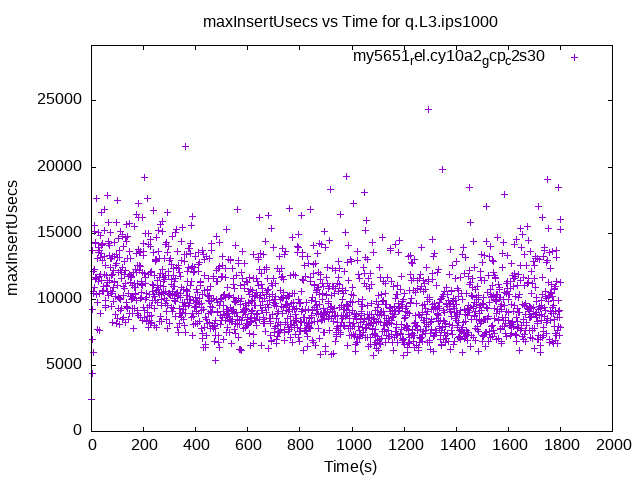 maxInsertUsecs vs Time for q.L3.ips1000
my5651_rel.cy10a2_gcp_c2s30
25000
20000
15000
10000
5000
0
maxInsertUsecs
0 200 400 600 800 1000 1200 1400 1600 1800 2000
Time(s)